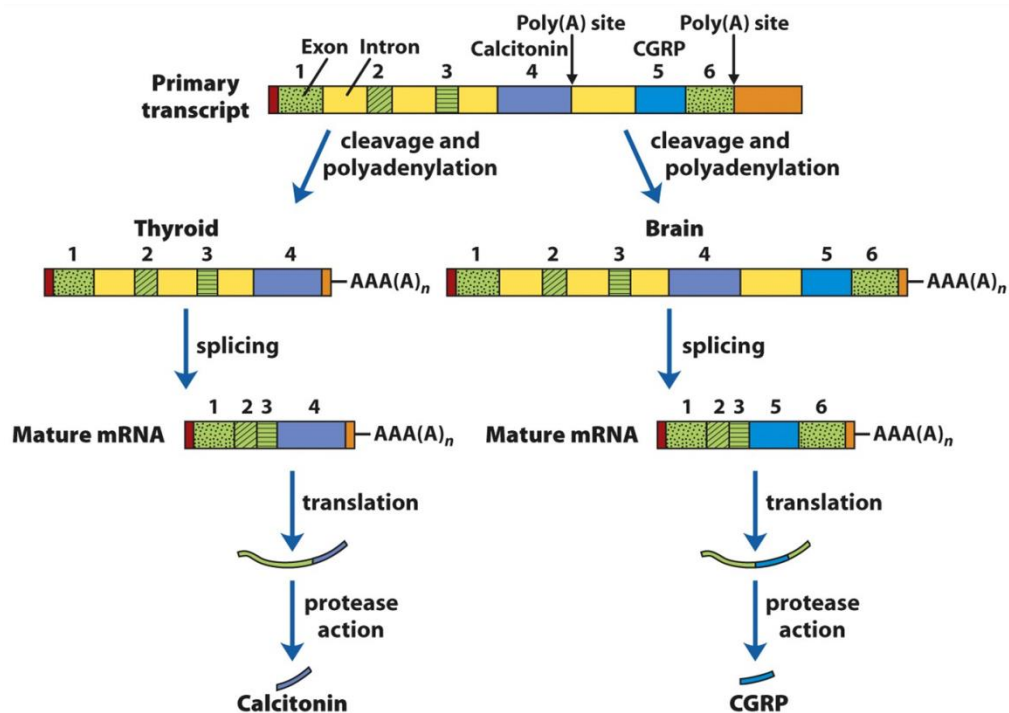 Poly(A) site Poly(A) site
Exon Intron Calcitonin CGRP
1 2 3 4 5 6
Primary
transcript
cleavage and
polyadenylation
cleavage and
polyadenylation
Thyroid Brain
1 2 3 4 1 2 3 4 5 6
AAA(A)n AAA(A)n
splicing splicing
1 2 3 4 1 2 3 5 6
Mature mRNA AAA(A)n Mature mRNA AAA(A)n
translation translation
protease
action
protease
action
Calcitonin CGRP